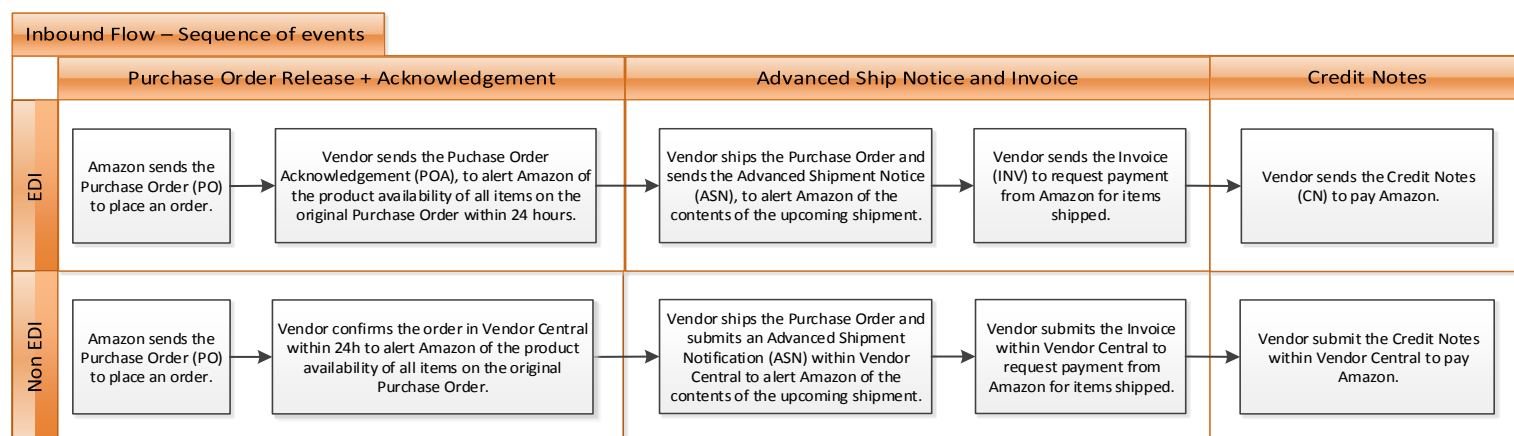 Inbound Flow – Sequence of events
Purchase Order Release + Acknowledgement
Advanced Ship Notice and Invoice
Credit Notes
EDI
Amazon sends the
Purchase Order (PO)
to place an order.
Vendor sends the Puchase Order
Acknowledgement (POA), to alert Amazon of
the product availability of all items on the
original Purchase Order within 24 hours.
Vendor ships the Purchase Order and
sends the Advanced Shipment Notice
(ASN), to alert Amazon of the
contents of the upcoming shipment.
Vendor sends the Invoice
(INV) to request payment
from Amazon for items
shipped.
Vendor sends the Credit Notes
(CN) to pay Amazon.
Non EDI
Amazon sends the
Purchase Order (PO)
to place an order.
Vendor confirms the order in Vendor Central
within 24h to alert Amazon of the product
availability of all items on the original
Purchase Order.
Vendor ships the Purchase Order and
submits an Advanced Shipment
Notification (ASN) within Vendor
Central to alert Amazon of the
contents of the upcoming shipment.
Vendor submits the Invoice
within Vendor Central to
request payment from
Amazon for items shipped.
Vendor submit the Credit Notes
within Vendor Central to pay
Amazon.